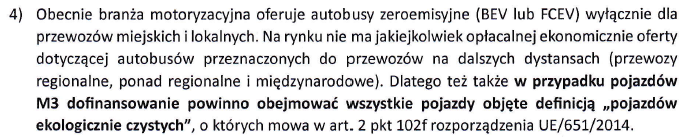 4) Obecnie branża motoryzacyjna oferuje autobusy zeroemisyjne (BEV lub FCEV) wyłącznie dla
przewozów miejskich i lokalnych. Na rynku nie ma jakiejkolwiek opłacalnej ekonomicznie oferty
dotyczącej autobusów przeznaczonych do przewozów na dalszych dystansach (przewozy
regionalne, ponad regionalne i międzynarodowe). Dlatego też także w przypadku pojazdów
M3 dofinansowanie powinno obejmować wszystkie pojazdy objęte definicją „pojazdów
ekologicznie czystych”, o których mowa w art. 2 pkt 102f rozporządzenia UE/651/2014.